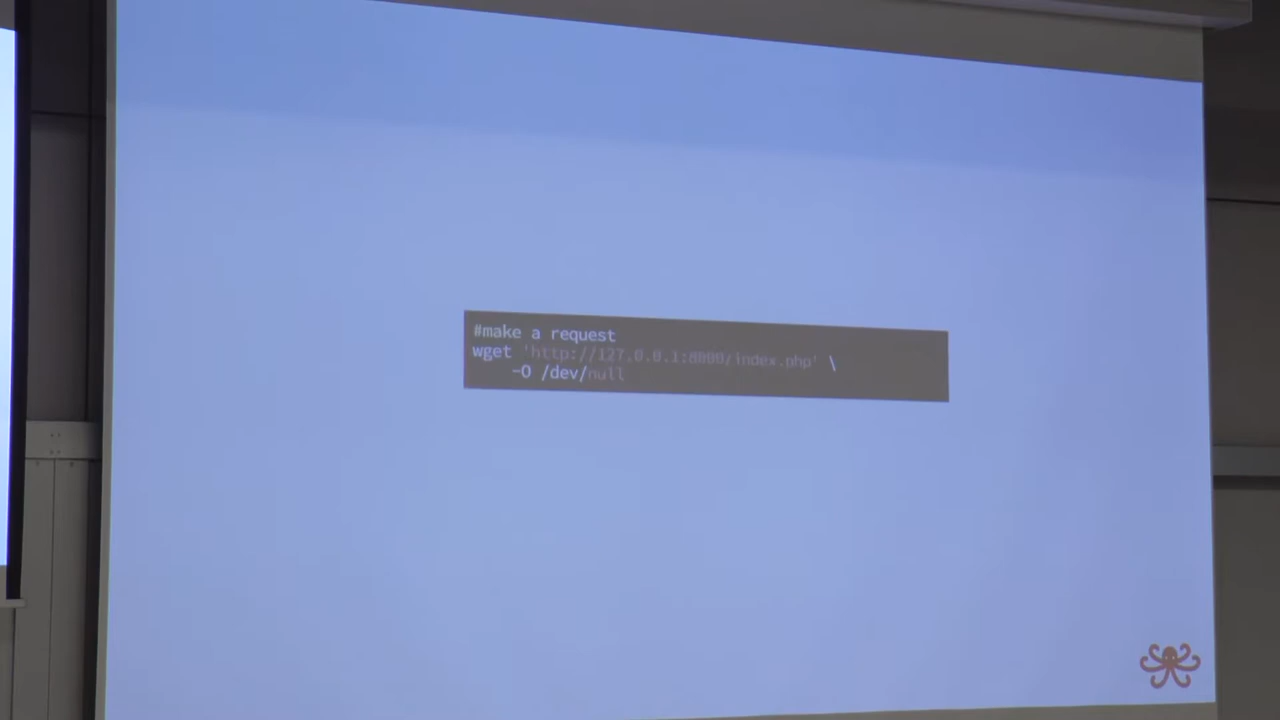 #make a request
wget 'http://127.0.0.1:8000/index.php' \
-O /dev/null